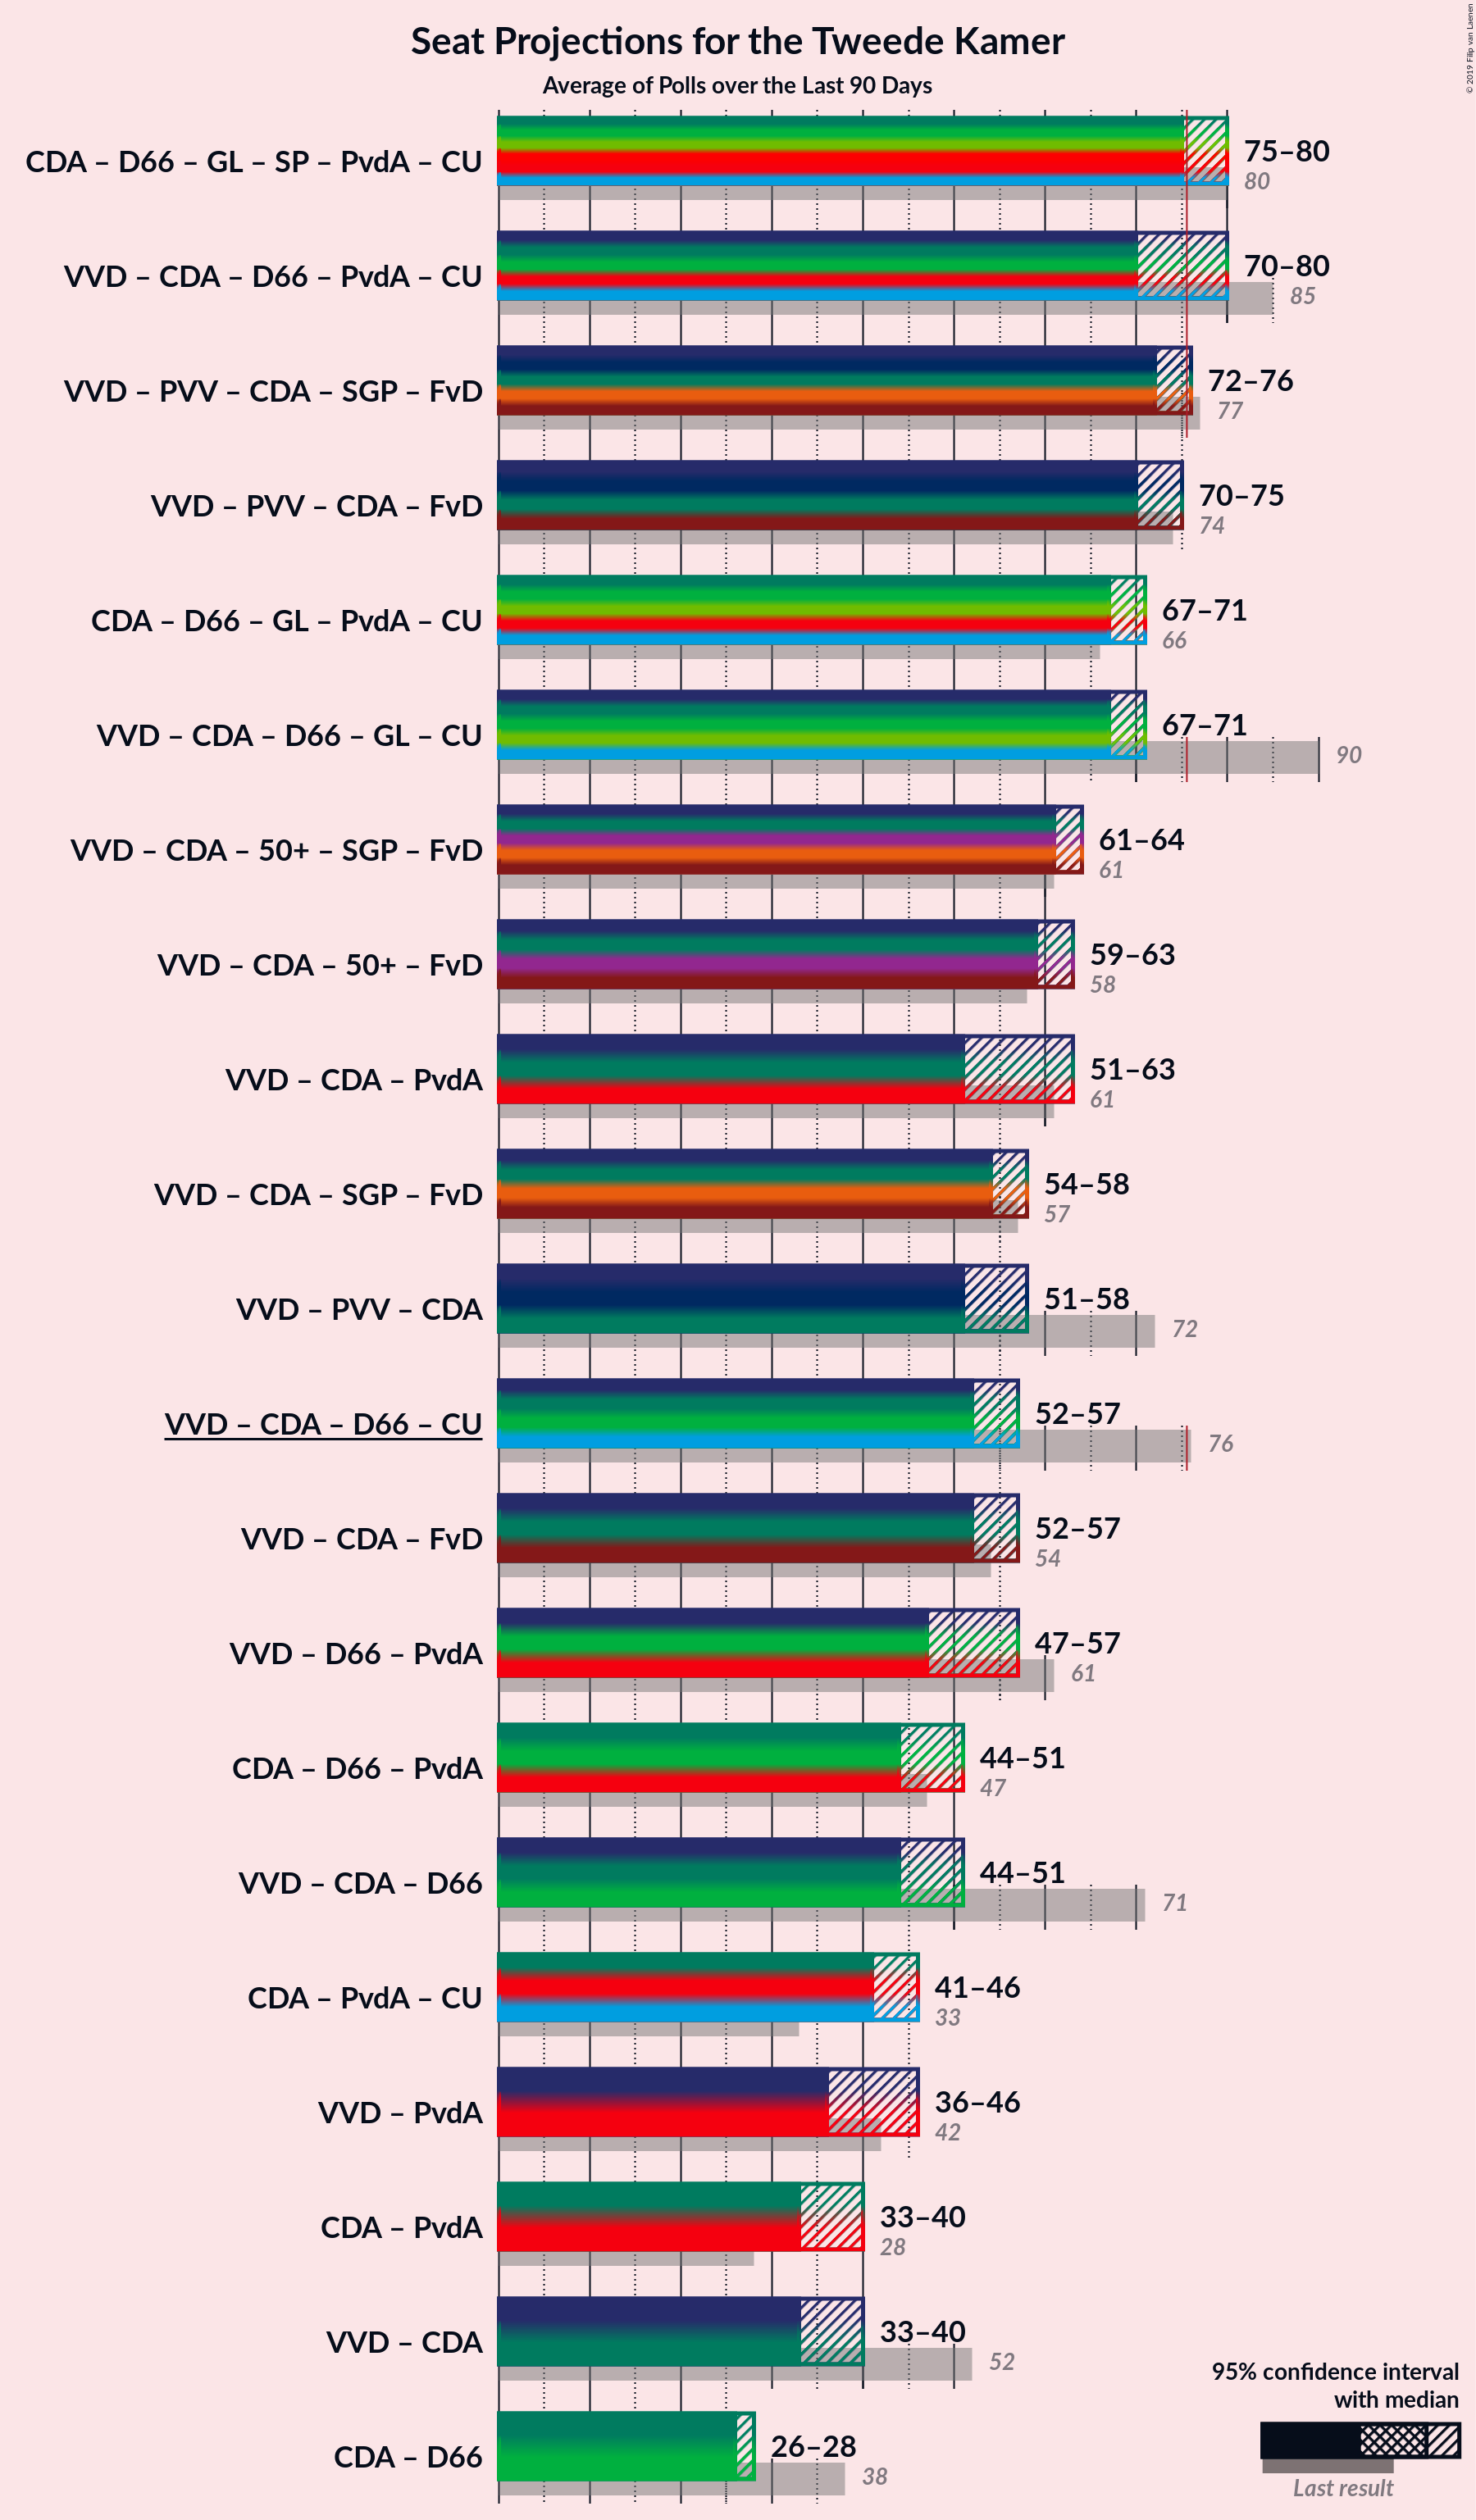 Seat Projections for the Tweede Kamer
Average of Polls over the Last 90 Days
© 2019 Filip van Laenen
CDA – D66 – GL – SP – PvdA – CU
75–80
80
VVD – CDA – D66 – PvdA – CU
70–80
85
VVD – PVV – CDA – SGP – FvD
72–76
77
VVD – PVV – CDA – FvD
70–75
74
CDA – D66 – GL – PvdA – CU
67–71
66
VVD – CDA – D66 – GL – CU
67–71
90
VVD – CDA – 50+ – SGP – FvD
61–64
61
VVD – CDA – 50+ – FvD
59–63
58
VVD – CDA – PvdA
51–63
61
VVD – CDA – SGP – FvD
54–58
57
VVD – PVV – CDA
51–58
72
VVD – CDA – D66 – CU
52–57
76
VVD – CDA – FvD
52–57
54
VVD – D66 – PvdA
47–57
61
CDA – D66 – PvdA
44–51
47
VVD – CDA – D66
44–51
71
CDA – PvdA – CU
41–46
33
VVD – PvdA
36–46
42
CDA – PvdA
33–40
28
VVD – CDA
33–40
52
CDA – D66
26–28
38
95% confidence interval
with median
Last result